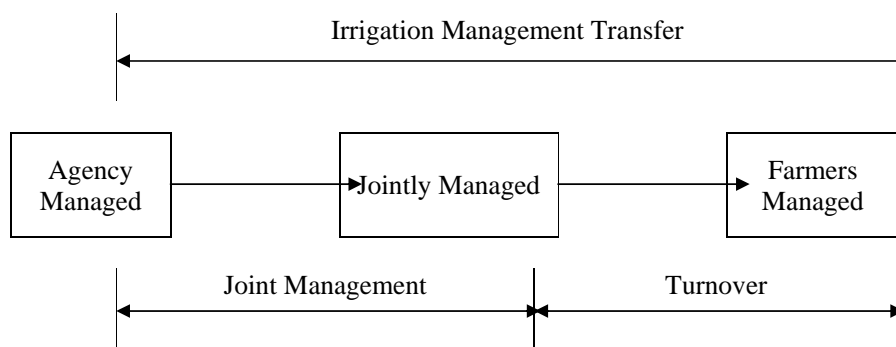 Irrigation Management Transfer
Agency
Managed
Jointly Managed
Farmers
Managed
Joint Management
Turnover